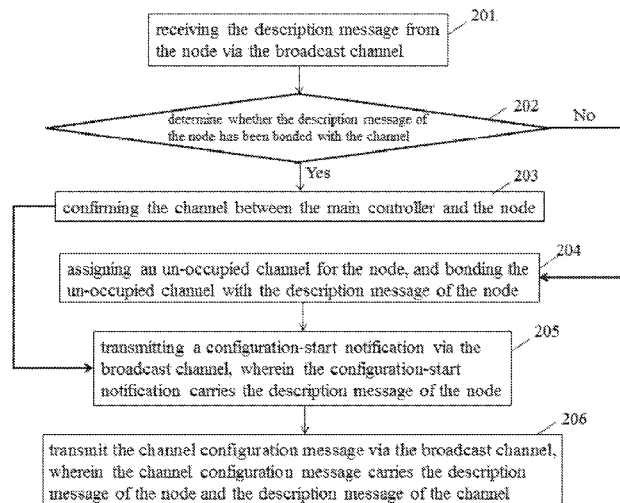 201
receiving the description message from
the node via the broadcast channel
202
determine whether the description message of
the node has been bonded with the channel
No
Yes
203
confirming the channel between the main controller and the node
204
assigning an un-occupied channel for the node, and bonding the
un-occupied channel with the description message of the node
205
transmitting a configuration-start notification via the
broadcast channel, wherein the configuration-start
notification carries the description message of the node
206
transmit the channel configuration message via the broadcast channel,
wherein the channel configuration message carries the description
message of the node and the description message of the channel